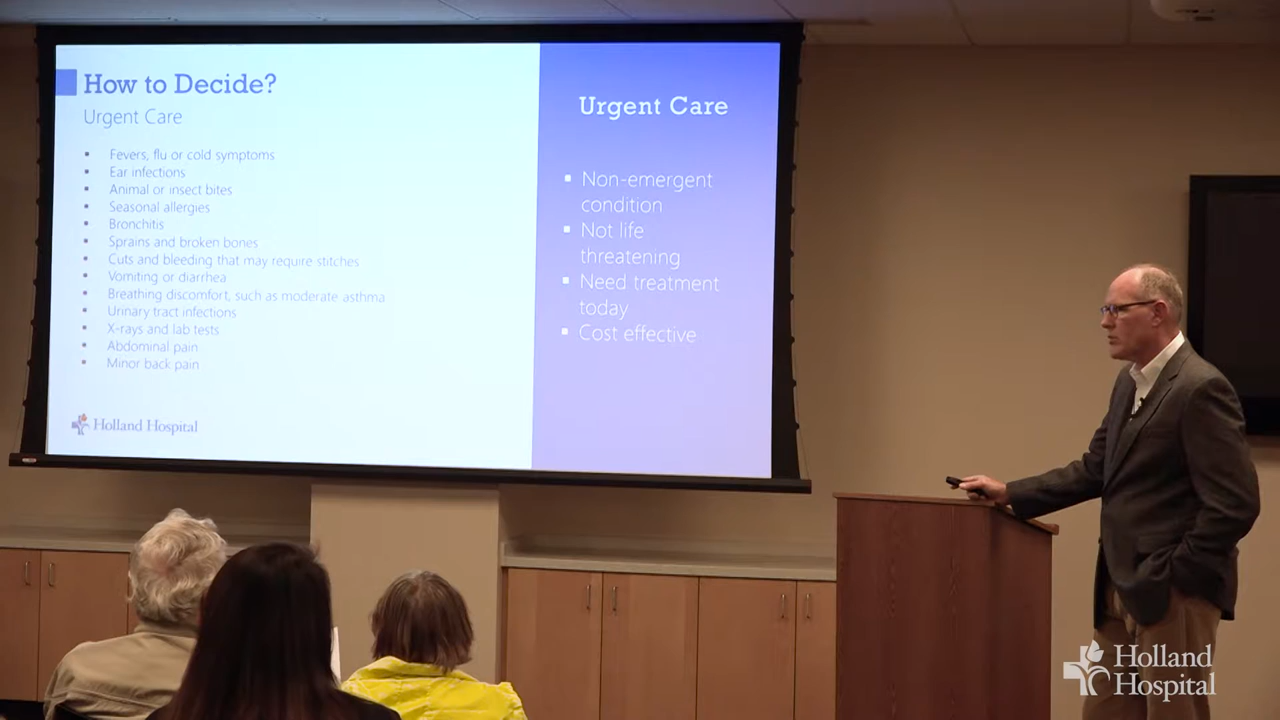 How to Decide?
Urgent Care
• Fevers, flu or cold symptoms
• Ear infections
• Animal or insect bites
• Seasonal allergies
• Bronchitis
• Sprains and broken bones
• Cuts and bleeding that may require stitches
• Vomiting or diarrhea
• Breathing discomfort, such as moderate asthma
• Urinary tract infections
• X-rays and lab tests
• Abdominal pain
• Minor back pain
Holland Hospital
Urgent Care
▪ Non-emergent
condition
▪ Not life
threatening
▪ Need treatment
today
▪ Cost effective
Holland
Hospital